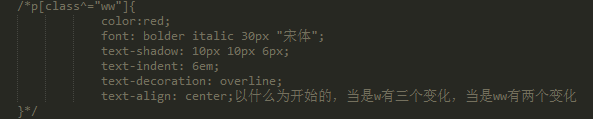 /*p[class^="ww"]{
color:red;
font: bolder italic 30px "宋体";
text-shadow: 10px 10px 6px;
text-indent: 6em;
text-decoration: overline;
text-align: center;以什么为开始的，当是w有三个变化，当是ww有两个变化
}*/